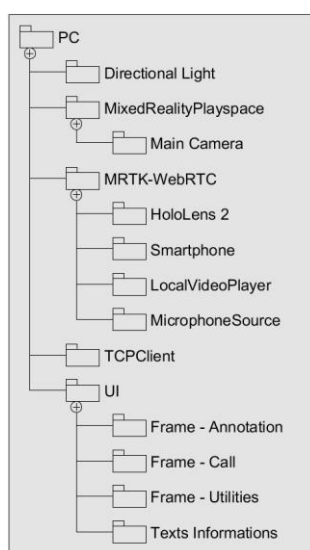 PC
Directional Light
MixedRealityPlayspace
Main Camera
MRTK-WebRTC
HoloLens 2
Smartphone
LocalVideoPlayer
MicrophoneSource
TCPClient
UI
Frame - Annotation
Frame - Call
Frame - Utilities
Texts Informations